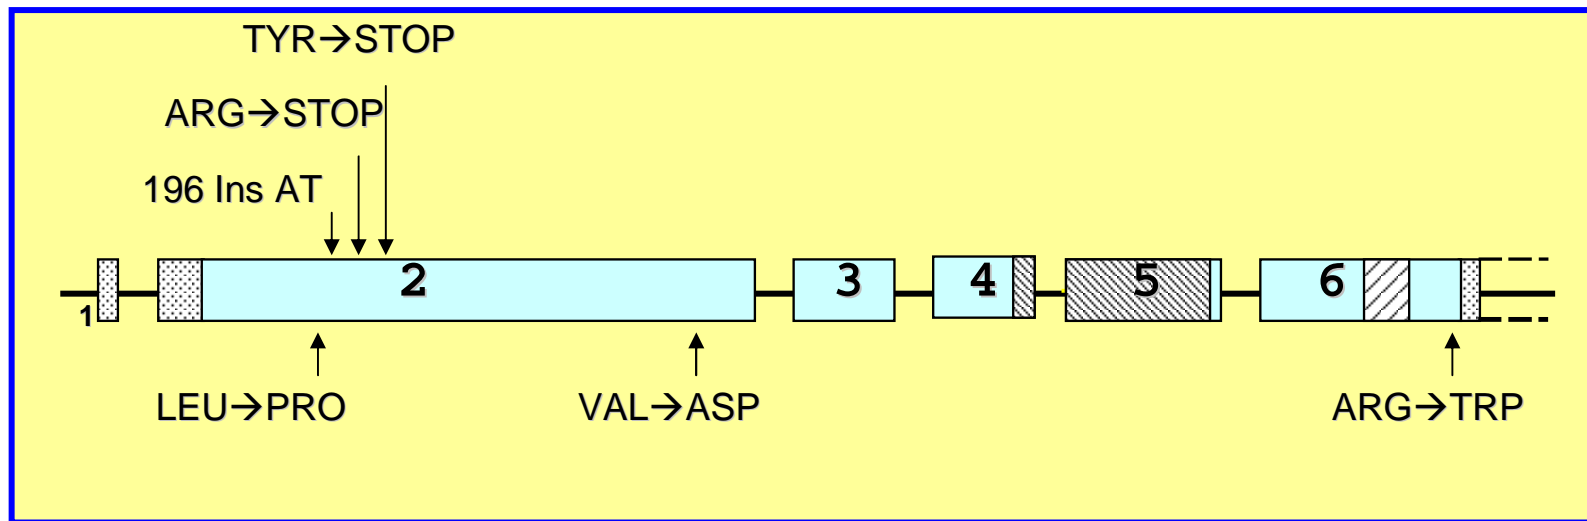 TYR→STOP
ARG→STOP
196 Ins AT
1 2 3 4 5 6
LEU→PRO VAL→ASP ARG→TRP